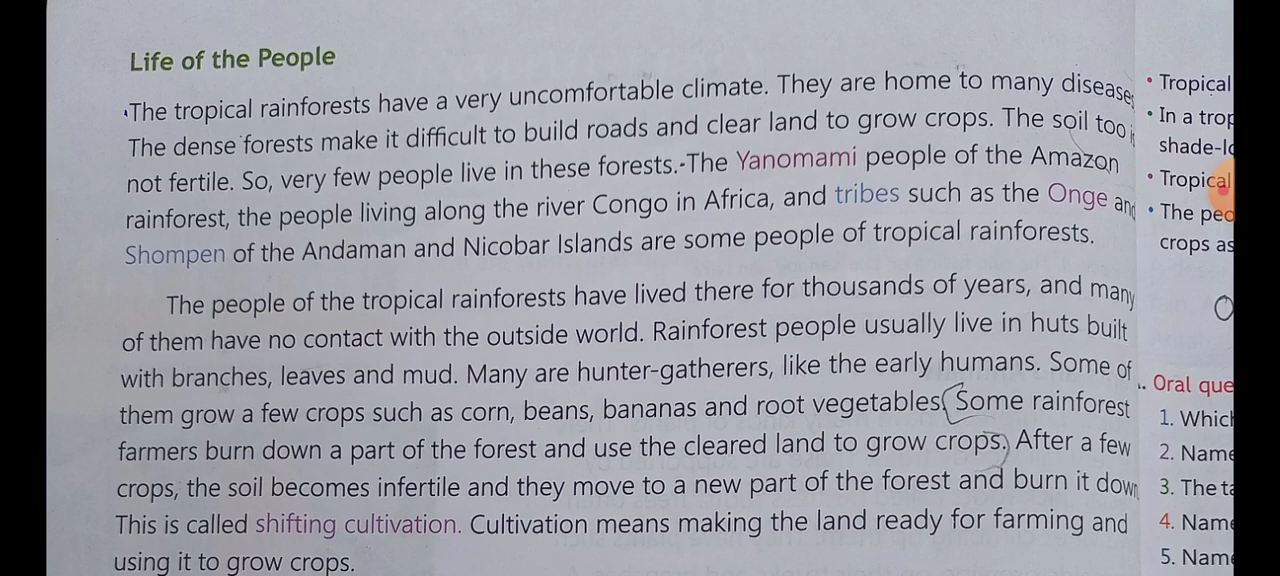 Life of the People
The tropical rainforests have a very uncomfortable climate. They are home to many disease
The dense forests make it difficult to build roads and clear land to grow crops. The soil too
not fertile. So, very few people live in these forests. The Yanomami people of the Amazon
rainforest, the people living along the river Congo in Africa, and tribes such as the Onge and
Shompen of the Andaman and Nicobar Islands are some people of tropical rainforests.
The people of the tropical rainforests have lived there for thousands of years, and many
of them have no contact with the outside world. Rainforest people usually live in huts built
with branches, leaves and mud. Many are hunter-gatherers, like the early humans. Some of
them grow a few crops such as corn, beans, bananas and root vegetables. Some rainforest
farmers burn down a part of the forest and use the cleared land to grow crops. After a few
crops, the soil becomes infertile and they move to a new part of the forest and burn it down
This is called shifting cultivation. Cultivation means making the land ready for farming and
using it to grow crops.
• Tropical
• In a trop
shade-lo
• Tropical
• The peo
crops as
Oral que
1. Which
2. Name
3. The ta
4. Name
5. Name